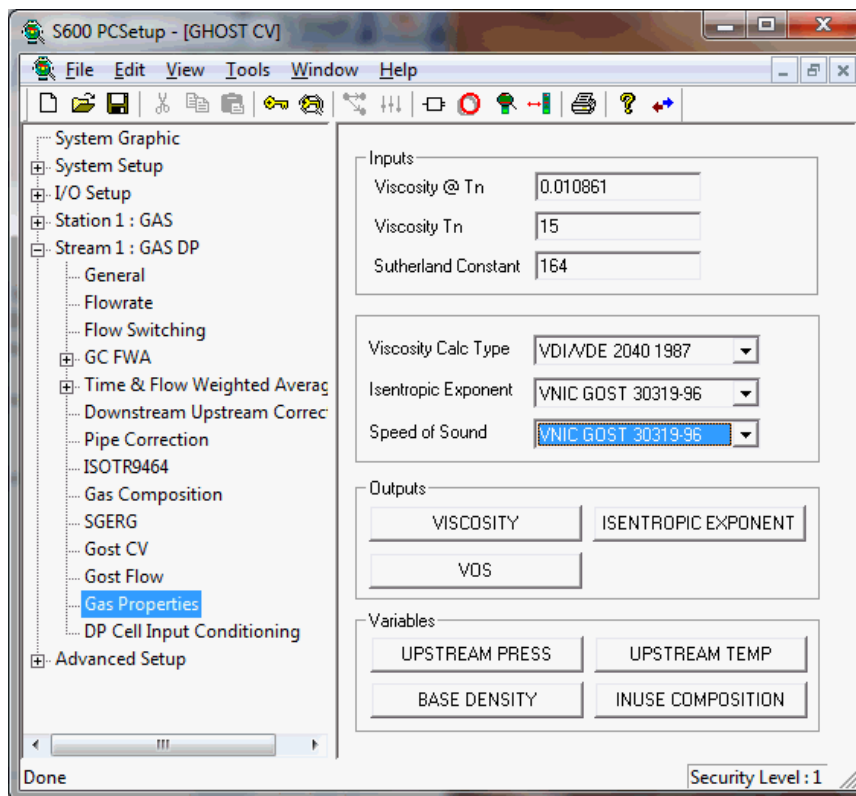 S600 PCSetup - [GHOST CV]
File Edit View Tools Window Help
System Graphic
System Setup
I/O Setup
Station 1 : GAS
Stream 1 : GAS DP
General
Flowrate
Flow Switching
GC FWA
Time & Flow Weighted Averag
Downstream Upstream Correc
Pipe Correction
ISOTR9464
Gas Composition
SGERG
Gost CV
Gost Flow
Gas Properties
DP Cell Input Conditioning
Advanced Setup
Inputs
Viscosity @ Tn 0.010861
Viscosity Tn 15
Sutherland Constant 164
Viscosity Calc Type VDI/VDE 2040 1987
Isentropic Exponent VNIC GOST 30319-96
Speed of Sound VNIC GOST 30319-96
Outputs
VISCOSITY ISENTROPIC EXPONENT
VOS
Variables
UPSTREAM PRESS UPSTREAM TEMP
BASE DENSITY INUSE COMPOSITION
Done Security Level : 1